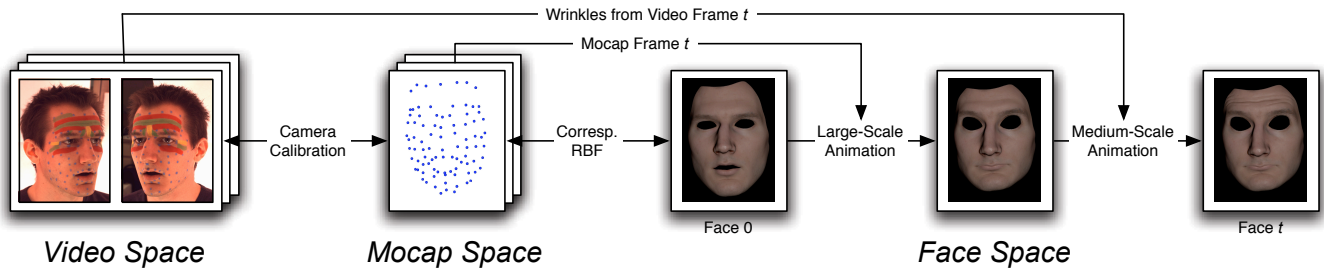 Wrinkles from Video Frame t
Mocap Frame t
Camera
Calibration
Corresp.
RBF
Large-Scale
Animation
Medium-Scale
Animation
Face 0
Face t
Video Space
Mocap Space
Face Space